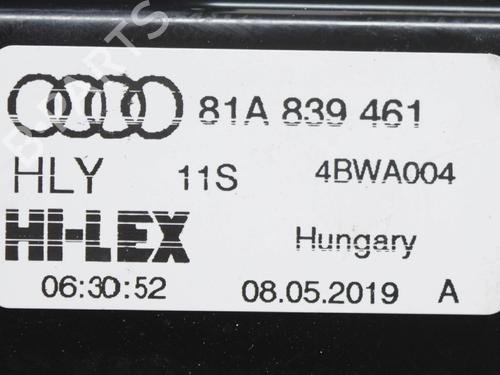 81A 839 461
HLY 11S 4BWA004
HI-LEX Hungary
06:30:52 08.05.2019 A